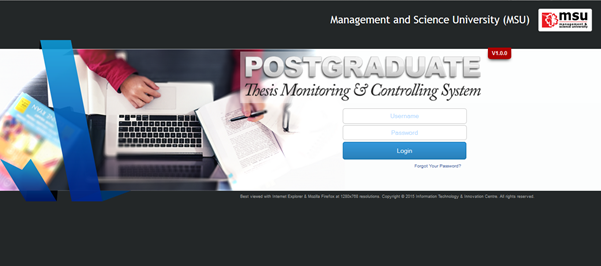 Management and Science University (MSU)
msu
management &
science university
V1.0.0
POSTGRADUATE
Thesis Monitoring & Controlling System
Username
Password
Login
Forgot Your Password?
Best viewed with Internet Explorer & Mozilla Firefox at 1280x768 resolutions. Copyright © 2015 Information Technology & Innovation Centre. All rights reserved.